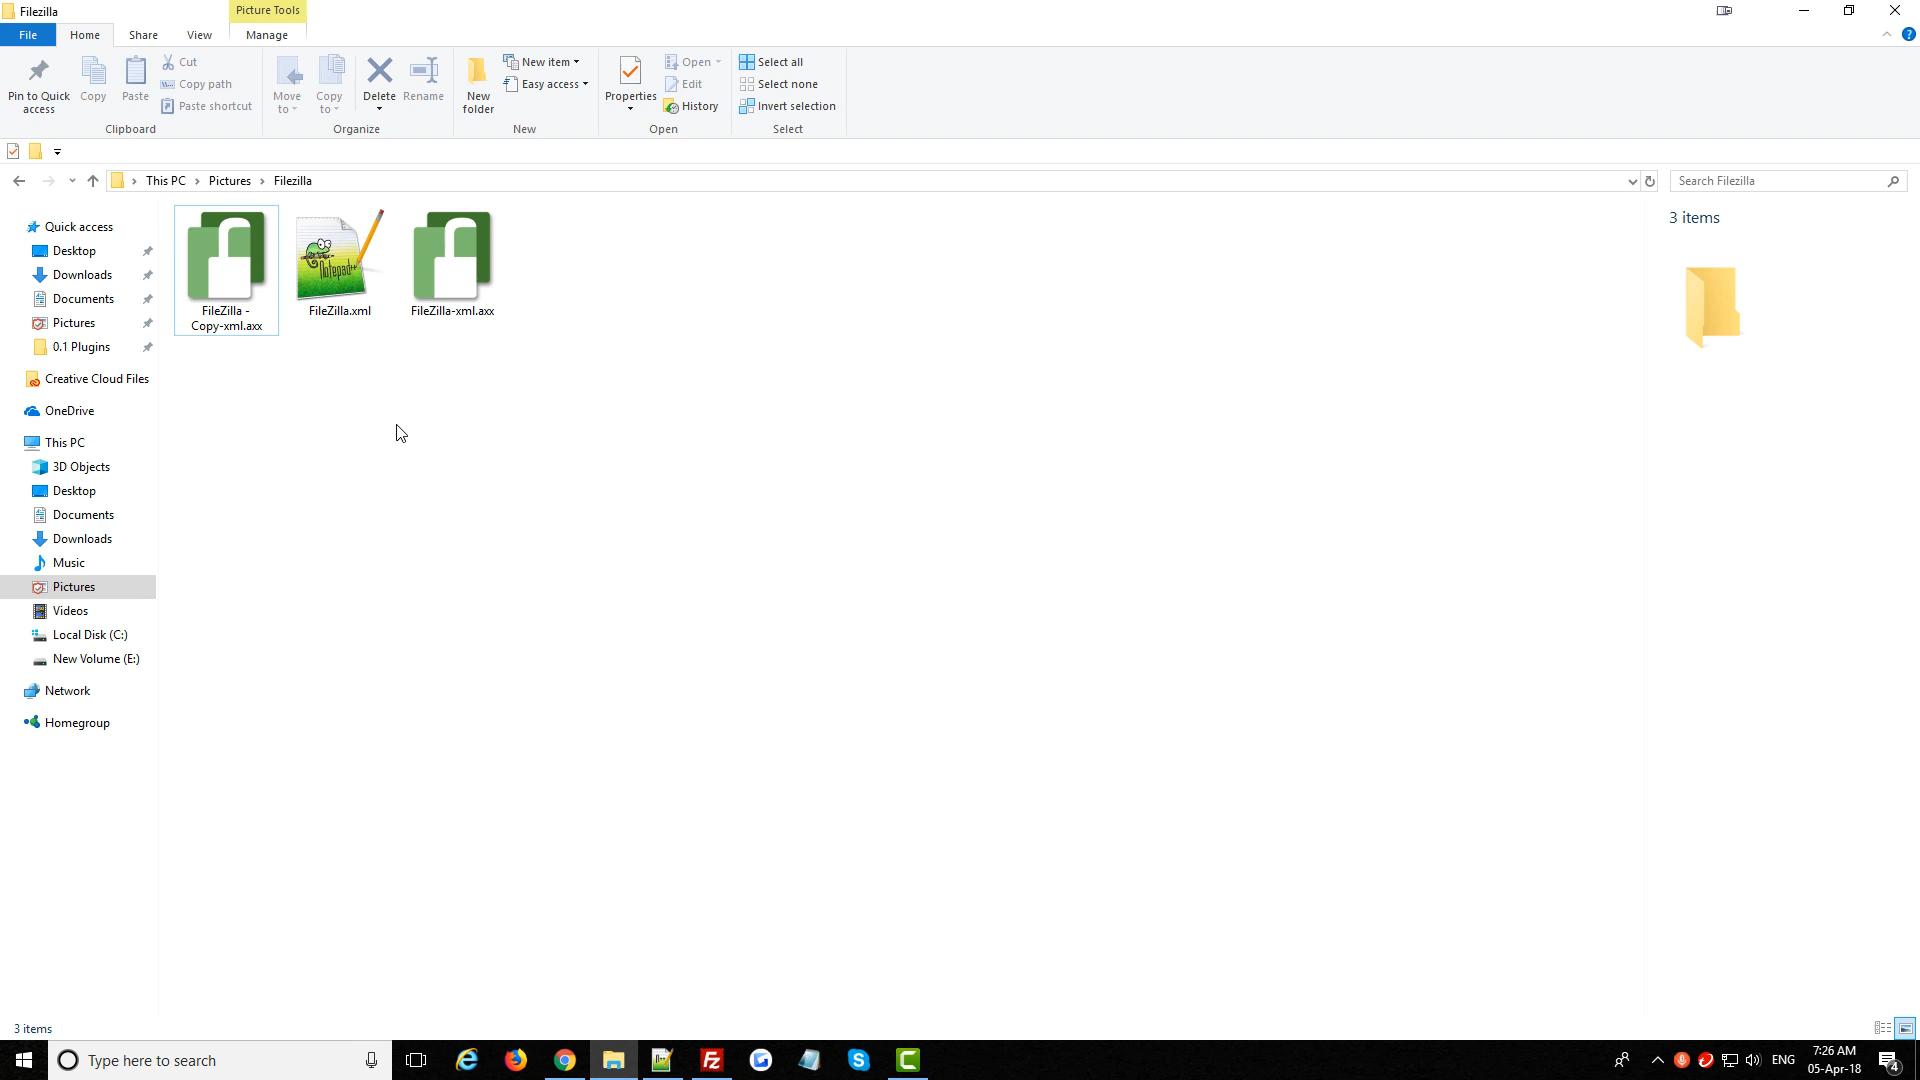 Filezilla
Picture Tools
File
Home
Share
View
Manage
Pin to Quick
access
Copy
Paste
Cut
Copy path
Paste shortcut
Clipboard
Move
to
Copy
to
Delete
Rename
Organize
New
folder
New item
Easy access
New
Properties
Open
Edit
History
Open
Select all
Select none
Invert selection
Select
This PC
Pictures
Filezilla
Search Filezilla
Quick access
Desktop
Downloads
Documents
Pictures
0.1 Plugins
Creative Cloud Files
OneDrive
This PC
3D Objects
Desktop
Documents
Downloads
Music
Pictures
Videos
Local Disk (C:)
New Volume (E:)
Network
Homegroup
FileZilla -
Copy-xml.axx
Notepad++
FileZilla.xml
FileZilla-xml.axx
3 items
3 items
Type here to search
ENG
7:26 AM
05-Apr-18
4